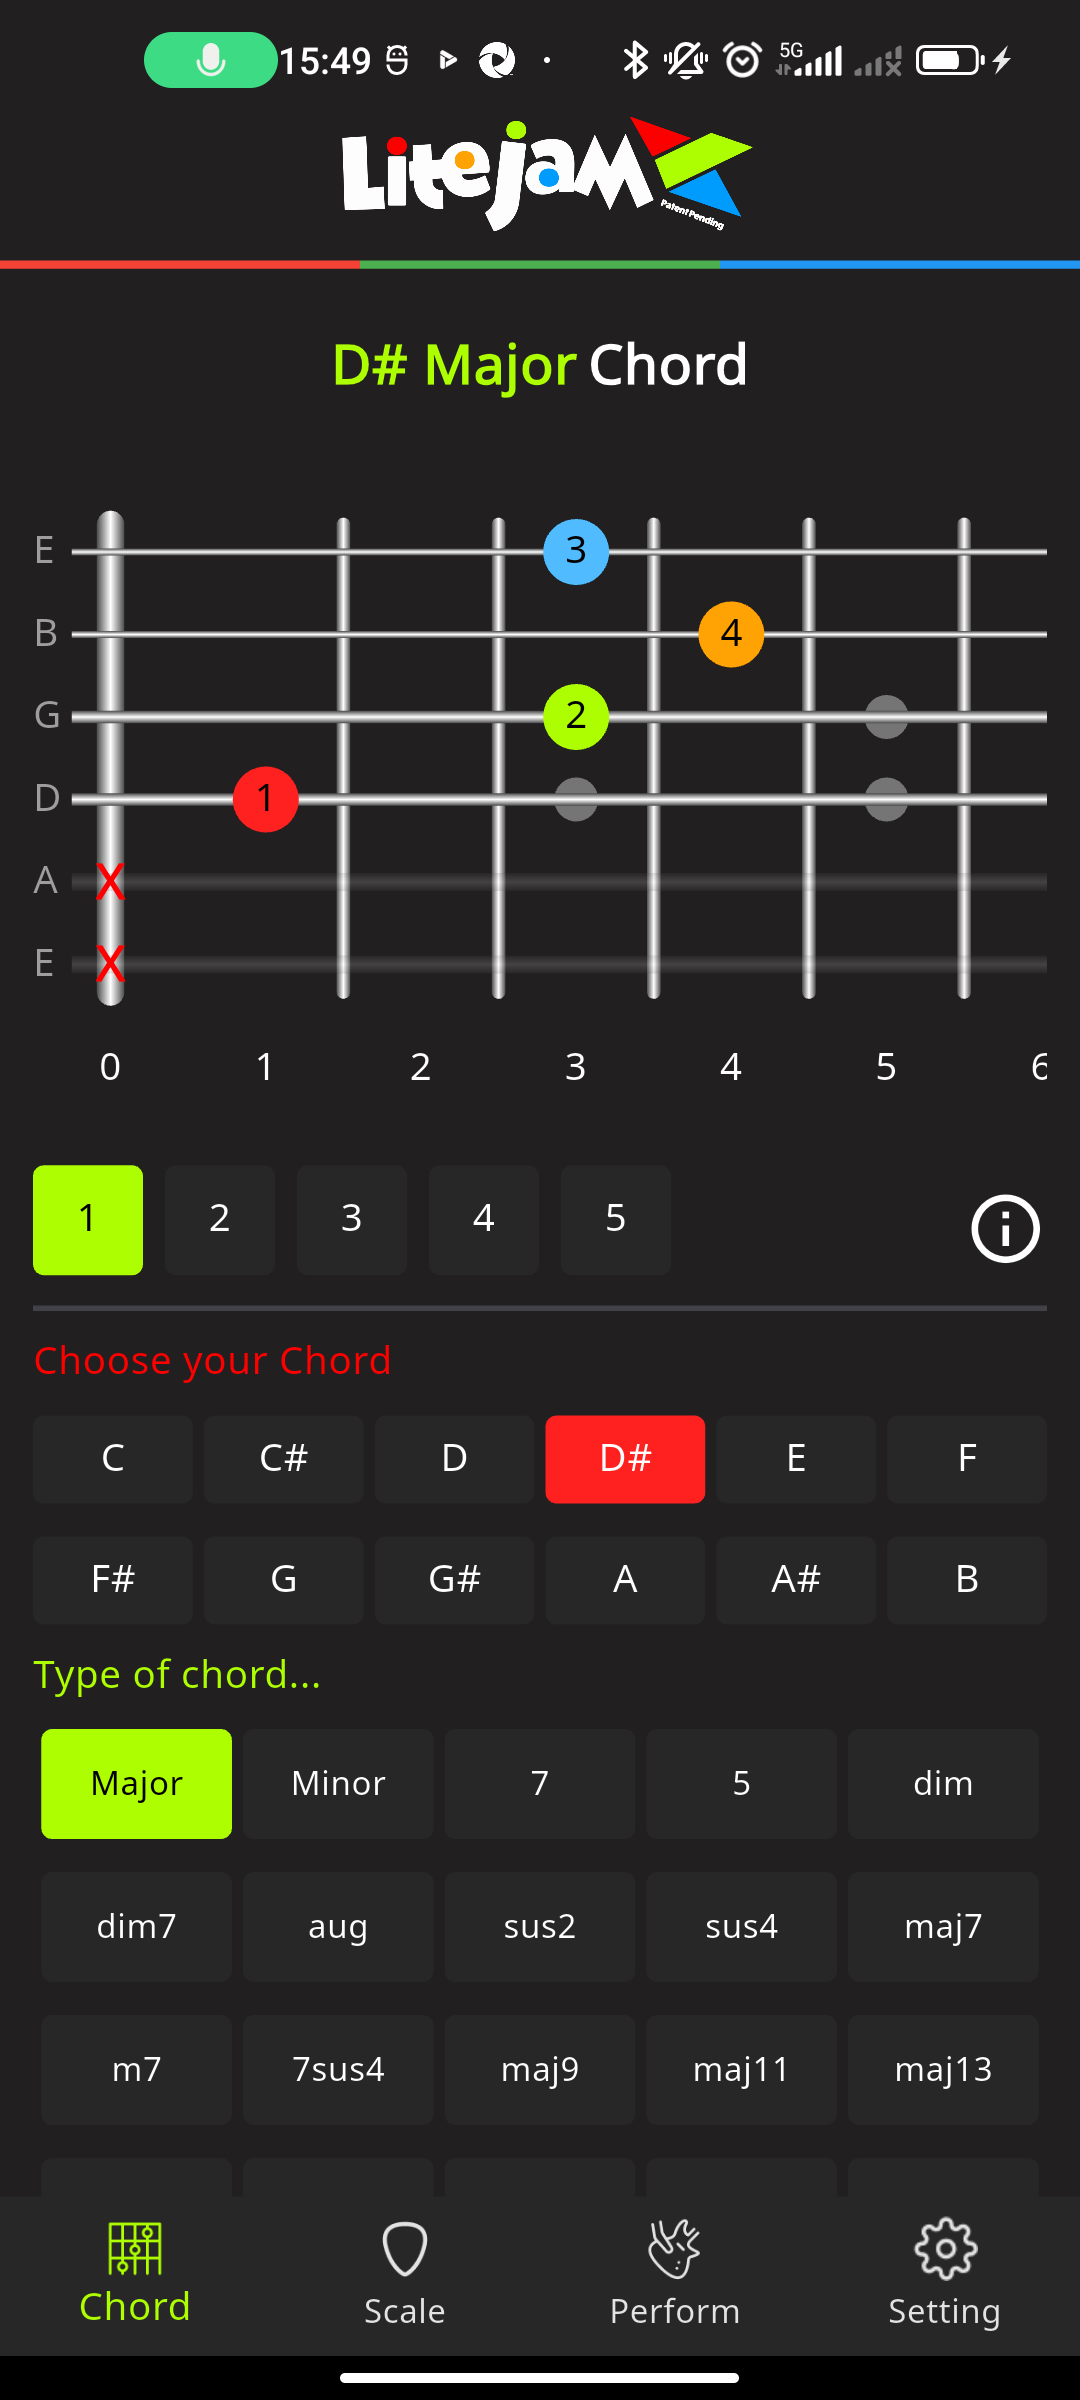 15:49 5G
Litejam
Patent Pending
D# Major Chord
E 3
B 4
G 2
D 1
A X
E X
0 1 2 3 4 5 6
1 2 3 4 5
Choose your Chord
C C# D D# E F
F# G G# A A# B
Type of chord...
Major Minor 7 5 dim
dim7 aug sus2 sus4 maj7
m7 7sus4 maj9 maj11 maj13
Chord Scale Perform Setting